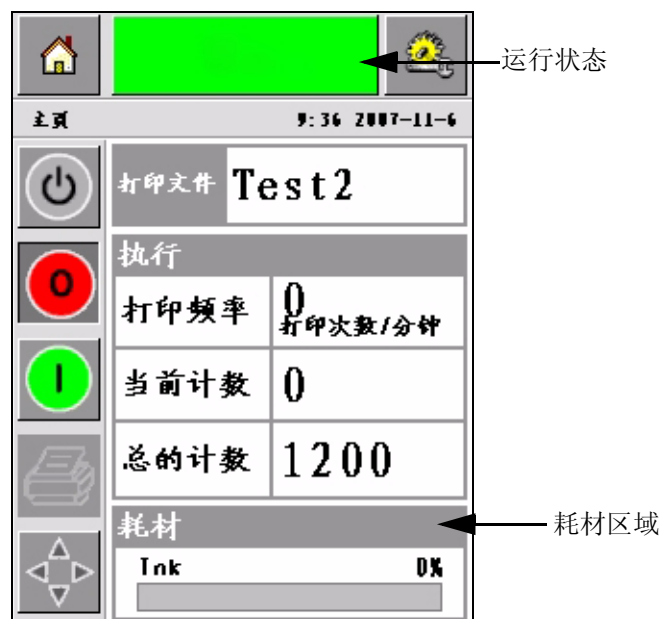 运行状态
主页 9:36 2007-11-6
打印文件 Test2
O
执行
打印频率 0
打印次数/分钟
I
当前计数 0
总的计数 1200
耗材
耗材区域
Ink 0%